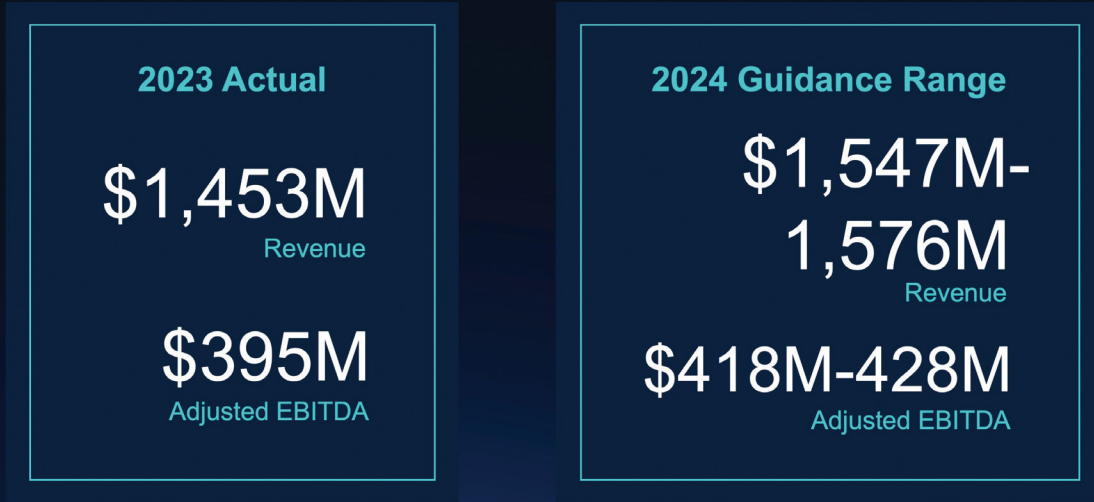 2023 Actual
$1,453M
Revenue
$395M
Adjusted EBITDA
2024 Guidance Range
$1,547M-
1,576M
Revenue
$418M-428M
Adjusted EBITDA